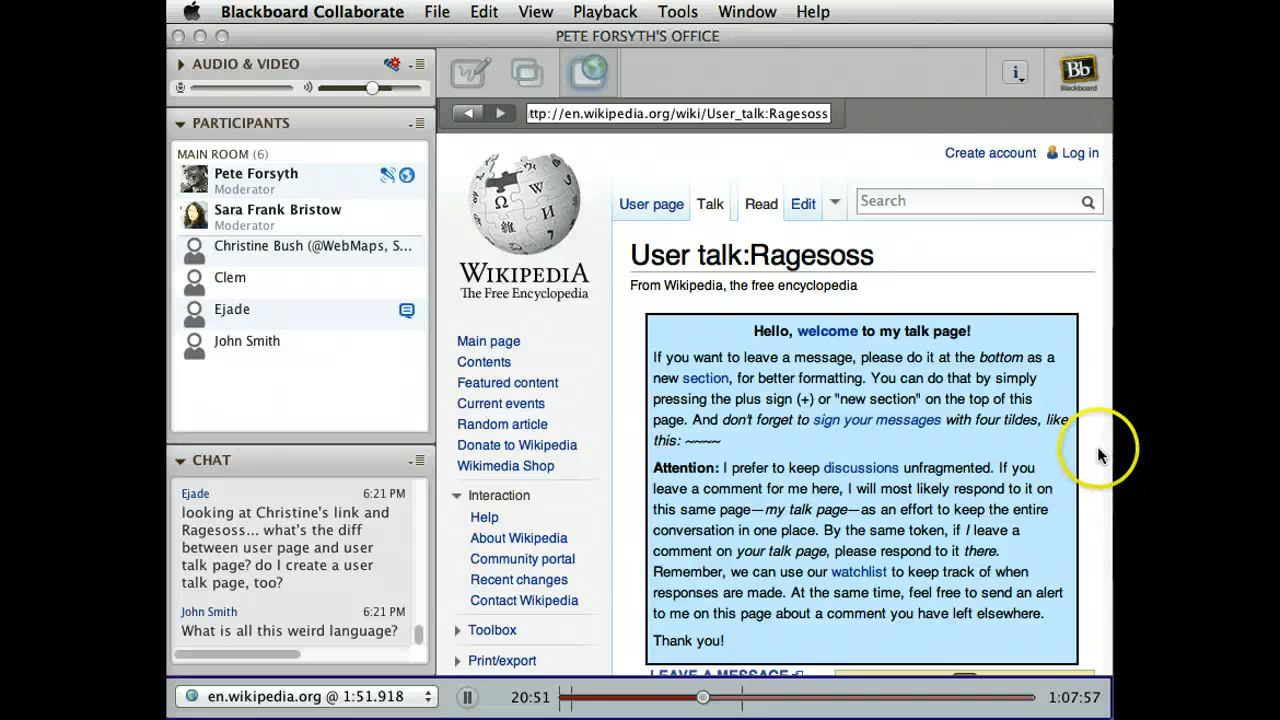 Blackboard Collaborate File Edit View Playback Tools Window Help
PETE FORSYTH'S OFFICE
AUDIO & VIDEO
PARTICIPANTS
MAIN ROOM (6)
Pete Forsyth
Moderator
Sara Frank Bristow
Moderator
Christine Bush (@WebMaps, S...
Clem
Ejade
John Smith
CHAT
Ejade 6:21 PM
looking at Christine's link and
Ragesoss... what's the diff
between user page and user
talk page? do I create a user
talk page, too?
John Smith 6:21 PM
What is all this weird language?
en.wikipedia.org @ 1:51.918
20:51
1:07:57
i
Bb
Blackboard
ttp://en.wikipedia.org/wiki/User_talk:Ragesoss
Create account Log in
User page Talk Read Edit Search
WIKIPEDIA
The Free Encyclopedia
Main page
Contents
Featured content
Current events
Random article
Donate to Wikipedia
Wikimedia Shop
Interaction
Help
About Wikipedia
Community portal
Recent changes
Contact Wikipedia
Toolbox
Print/export
User talk:Ragesoss
From Wikipedia, the free encyclopedia
Hello, welcome to my talk page!
If you want to leave a message, please do it at the bottom as a
new section, for better formatting. You can do that by simply
pressing the plus sign (+) or "new section" on the top of this
page. And don't forget to sign your messages with four tildes, like
this: ~~~~
Attention: I prefer to keep discussions unfragmented. If you
leave a comment for me here, I will most likely respond to it on
this same page—my talk page—as an effort to keep the entire
conversation in one place. By the same token, if I leave a
comment on your talk page, please respond to it there.
Remember, we can use our watchlist to keep track of when
responses are made. At the same time, feel free to send an alert
to me on this page about a comment you have left elsewhere.
Thank you!
LEAVE A MESSAGE